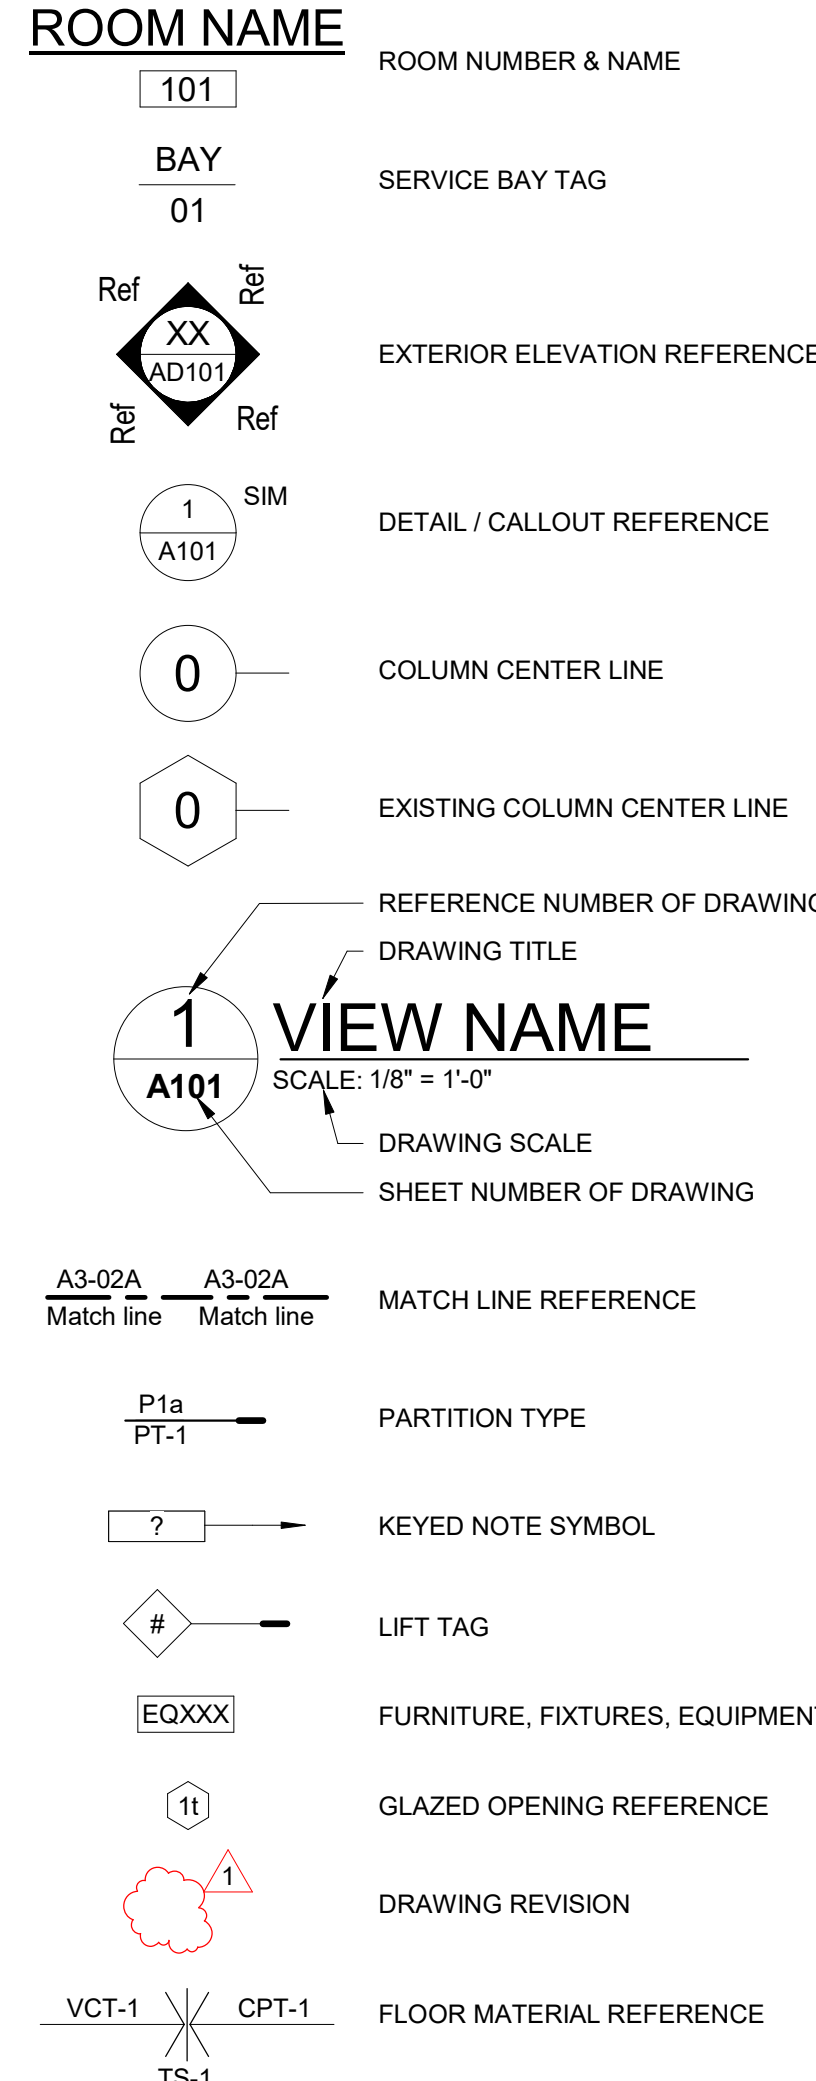 ROOM NAME
101
ROOM NUMBER & NAME
BAY
01
SERVICE BAY TAG
Ref
Ref
XX
AD101
Ref
Ref
EXTERIOR ELEVATION REFERENCE
1
A101
SIM
DETAIL / CALLOUT REFERENCE
0
COLUMN CENTER LINE
0
EXISTING COLUMN CENTER LINE
REFERENCE NUMBER OF DRAWING
DRAWING TITLE
1
A101
VIEW NAME
SCALE: 1/8" = 1'-0"
DRAWING SCALE
SHEET NUMBER OF DRAWING
A3-02A A3-02A
Match line Match line
MATCH LINE REFERENCE
P1a
PT-1
PARTITION TYPE
?
KEYED NOTE SYMBOL
#
LIFT TAG
EQXXX
FURNITURE, FIXTURES, EQUIPMENT
1t
GLAZED OPENING REFERENCE
1
DRAWING REVISION
VCT-1 CPT-1
TS-1
FLOOR MATERIAL REFERENCE